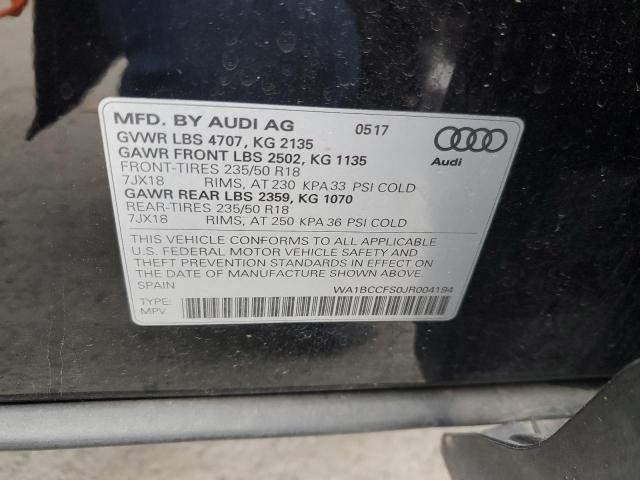 MFD. BY AUDI AG 0517
GVWR LBS 4707, KG 2135
GAWR FRONT LBS 2502, KG 1135
FRONT-TIRES 235/50 R18
7JX18 RIMS, AT 230 KPA 33 PSI COLD
GAWR REAR LBS 2359, KG 1070
REAR-TIRES 235/50 R18
7JX18 RIMS, AT 250 KPA 36 PSI COLD
Audi
THIS VEHICLE CONFORMS TO ALL APPLICABLE
U.S. FEDERAL MOTOR VEHICLE SAFETY AND
THEFT PREVENTION STANDARDS IN EFFECT ON
THE DATE OF MANUFACTURE SHOWN ABOVE.
SPAIN WA1BCCFS0JR004194
TYPE:
MPV